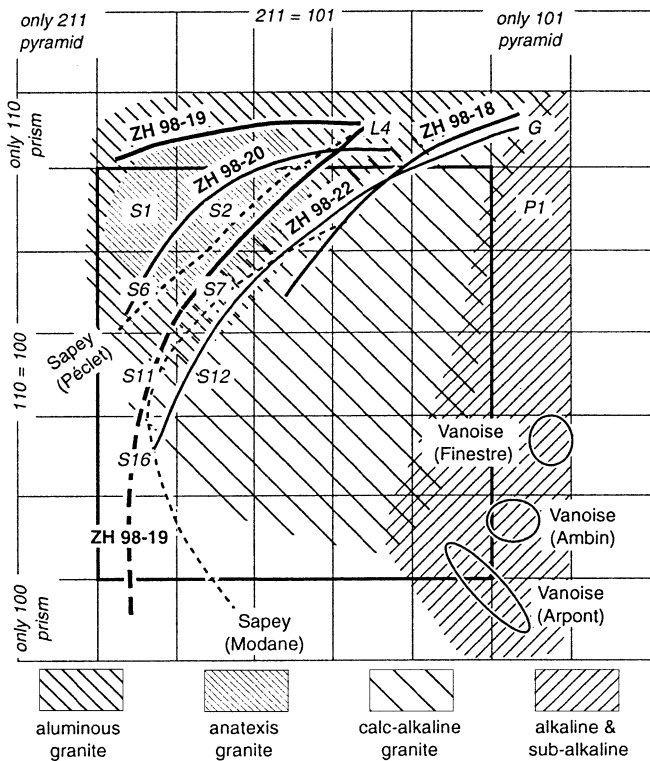 only 211
pyramid
211 = 101
only 101
pyramid
only 110
prism
110 = 100
only 100
prism
ZH 98-19
L4
ZH 98-18
G
ZH 98-20
S1
S2
ZH 98-22
P1
S6
S7
Sapey
(Péclet)
S11
S12
S16
Vanoise
(Finestre)
ZH 98-19
Vanoise
(Ambin)
Vanoise
(Arpont)
Sapey
(Modane)
aluminous
granite
anatexis
granite
calc-alkaline
granite
alkaline &
sub-alkaline